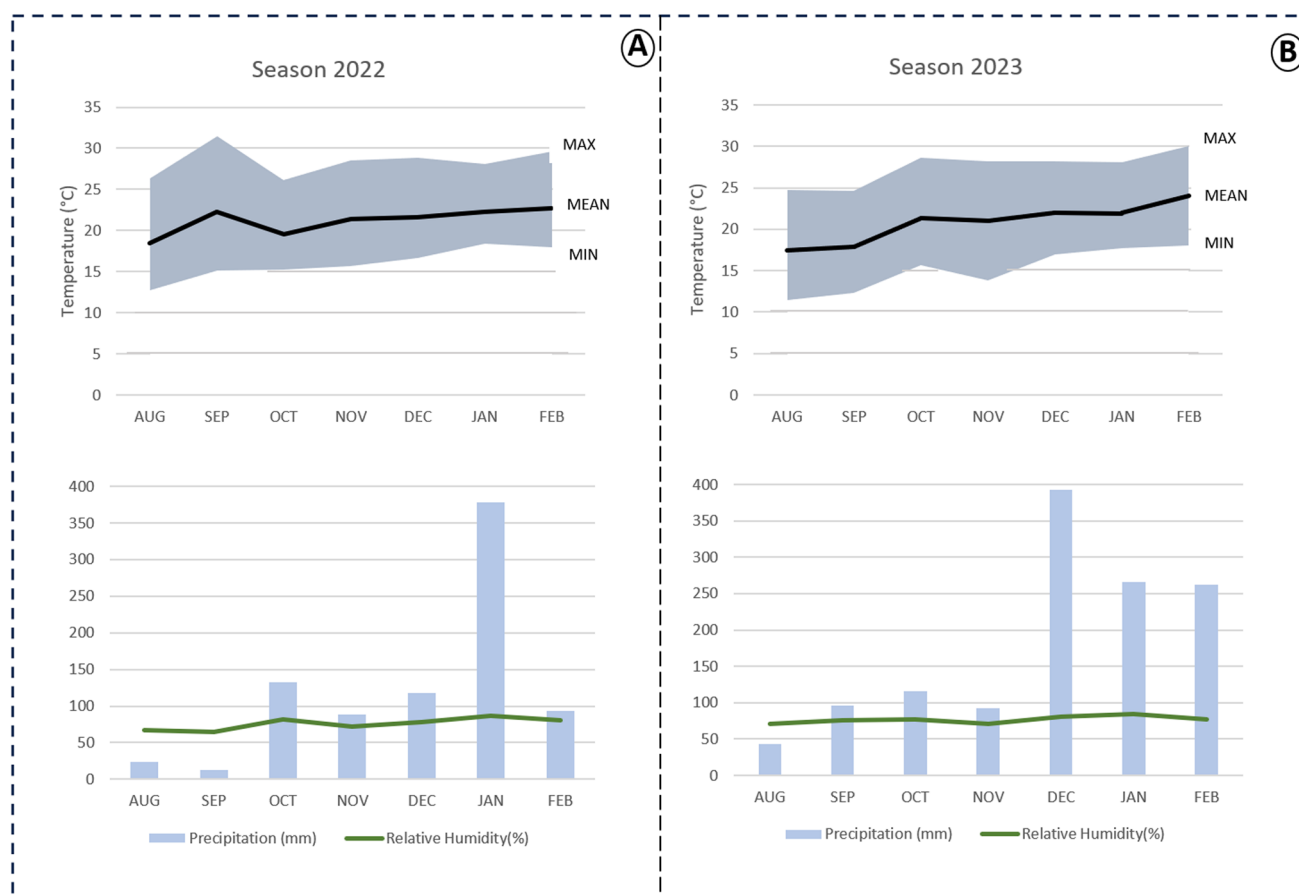 A
Season 2022
35
30
25
20
15
10
5
0
Temperature (°C)
MAX
MEAN
MIN
AUG SEP OCT NOV DEC JAN FEB
400
350
300
250
200
150
100
50
0
AUG SEP OCT NOV DEC JAN FEB
Precipitation (mm) Relative Humidity(%)
B
Season 2023
35
30
25
20
15
10
5
0
Temperature (°C)
MAX
MEAN
MIN
AUG SEP OCT NOV DEC JAN FEB
400
350
300
250
200
150
100
50
0
AUG SEP OCT NOV DEC JAN FEB
Precipitation (mm) Relative Humidity(%)